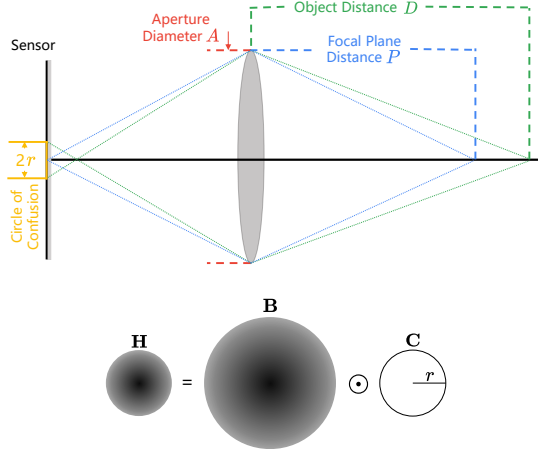 Object Distance D
Aperture
Diameter A
Focal Plane
Distance P
Sensor
2r
Circle of
Confusion
H = B ⊙ C
r